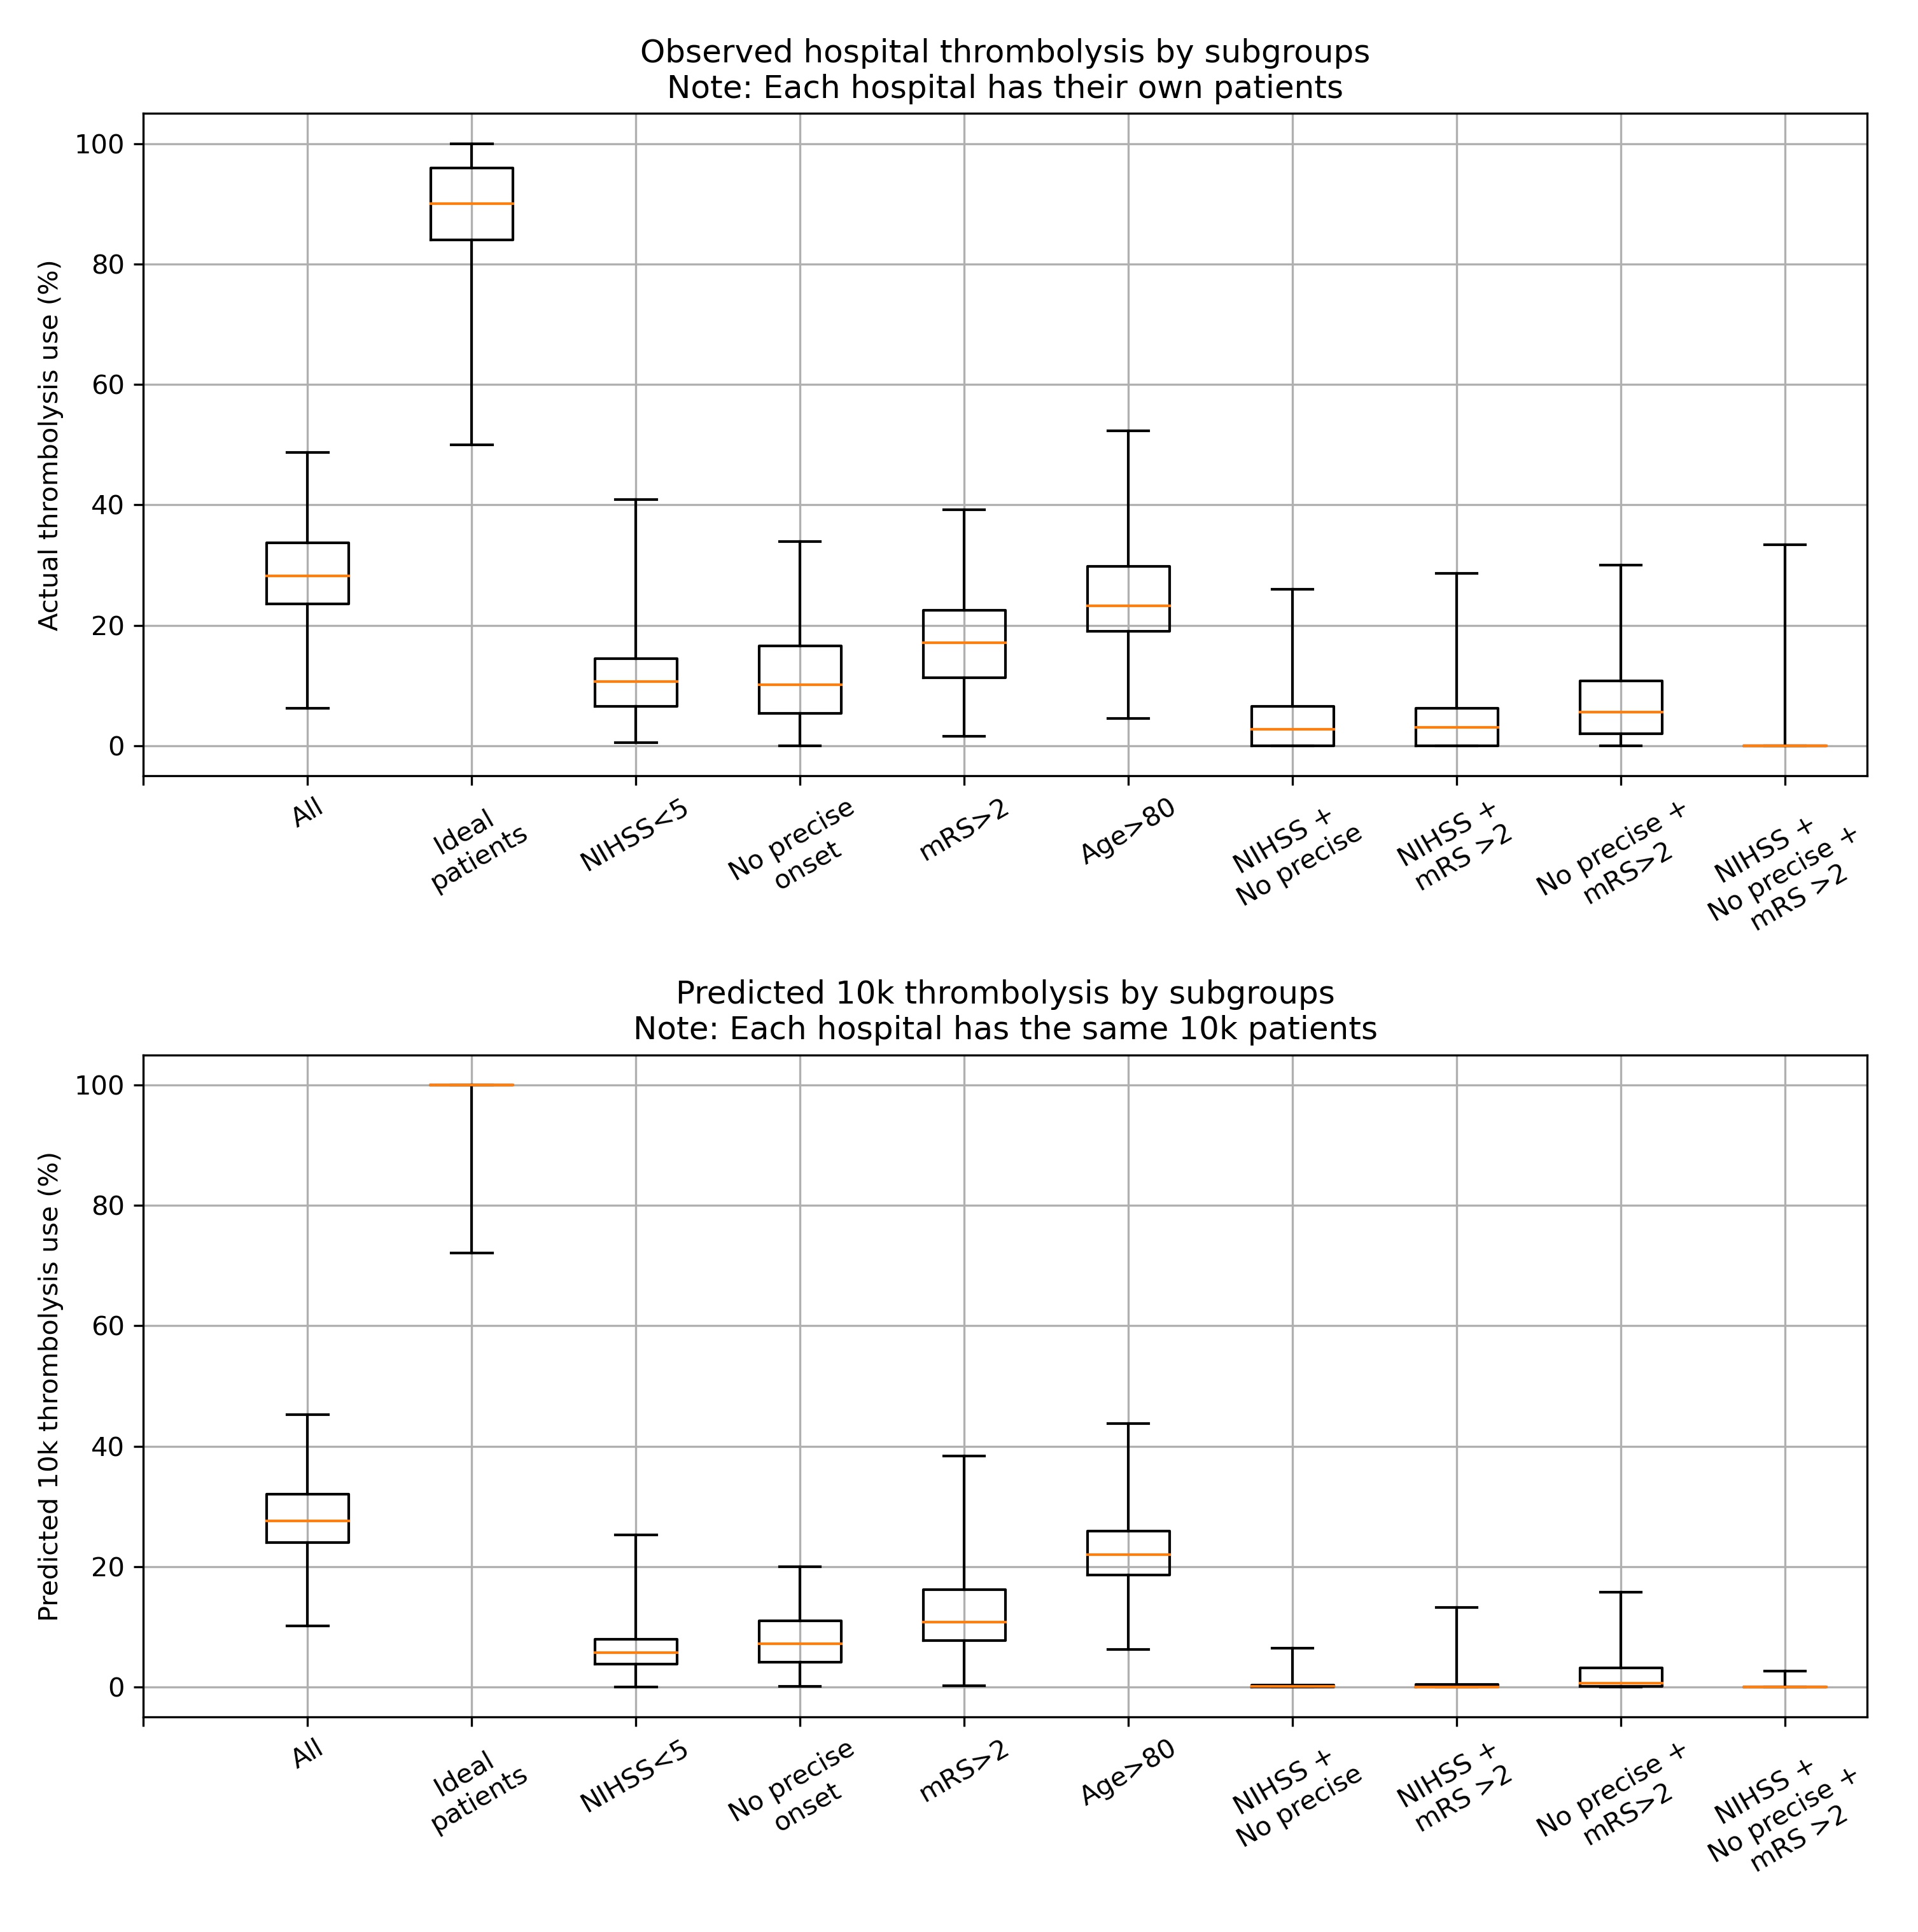 Observed hospital thrombolysis by subgroups
Note: Each hospital has their own patients
Actual thrombolysis use (%)
100
80
60
40
20
0
All
Ideal
patients
NIHSS<5
No precise
onset
mRS>2
Age>80
NIHSS +
No precise
NIHSS +
mRS >2
No precise +
mRS>2
NIHSS +
No precise +
mRS >2
Predicted 10k thrombolysis by subgroups
Note: Each hospital has the same 10k patients
Predicted 10k thrombolysis use (%)
100
80
60
40
20
0
All
Ideal
patients
NIHSS<5
No precise
onset
mRS>2
Age>80
NIHSS +
No precise
NIHSS +
mRS >2
No precise +
mRS>2
NIHSS +
No precise +
mRS >2